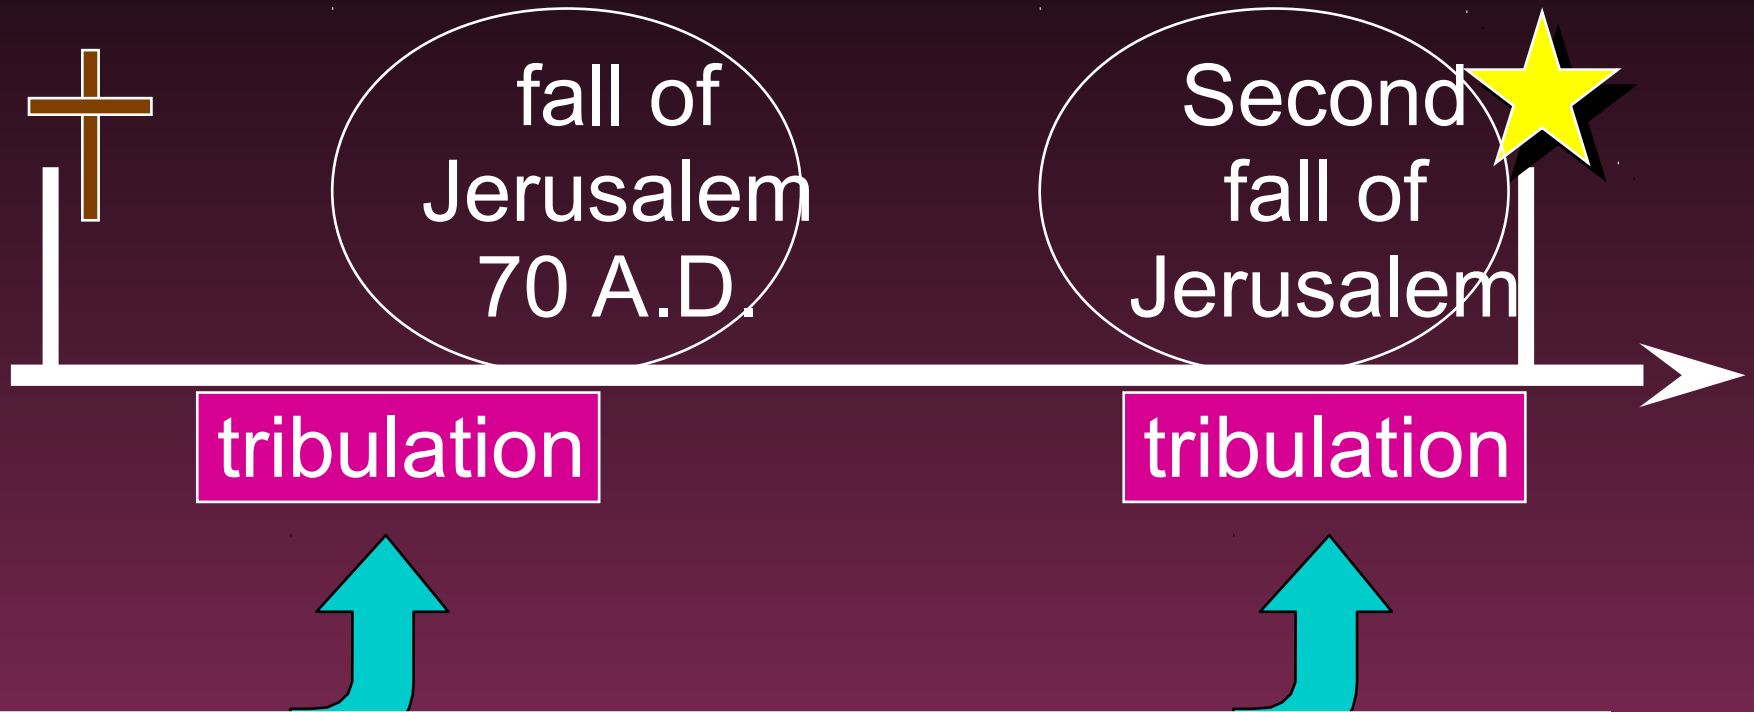 fall of
Jerusalem
70 A.D.
Second
fall of
Jerusalem
tribulation
tribulation